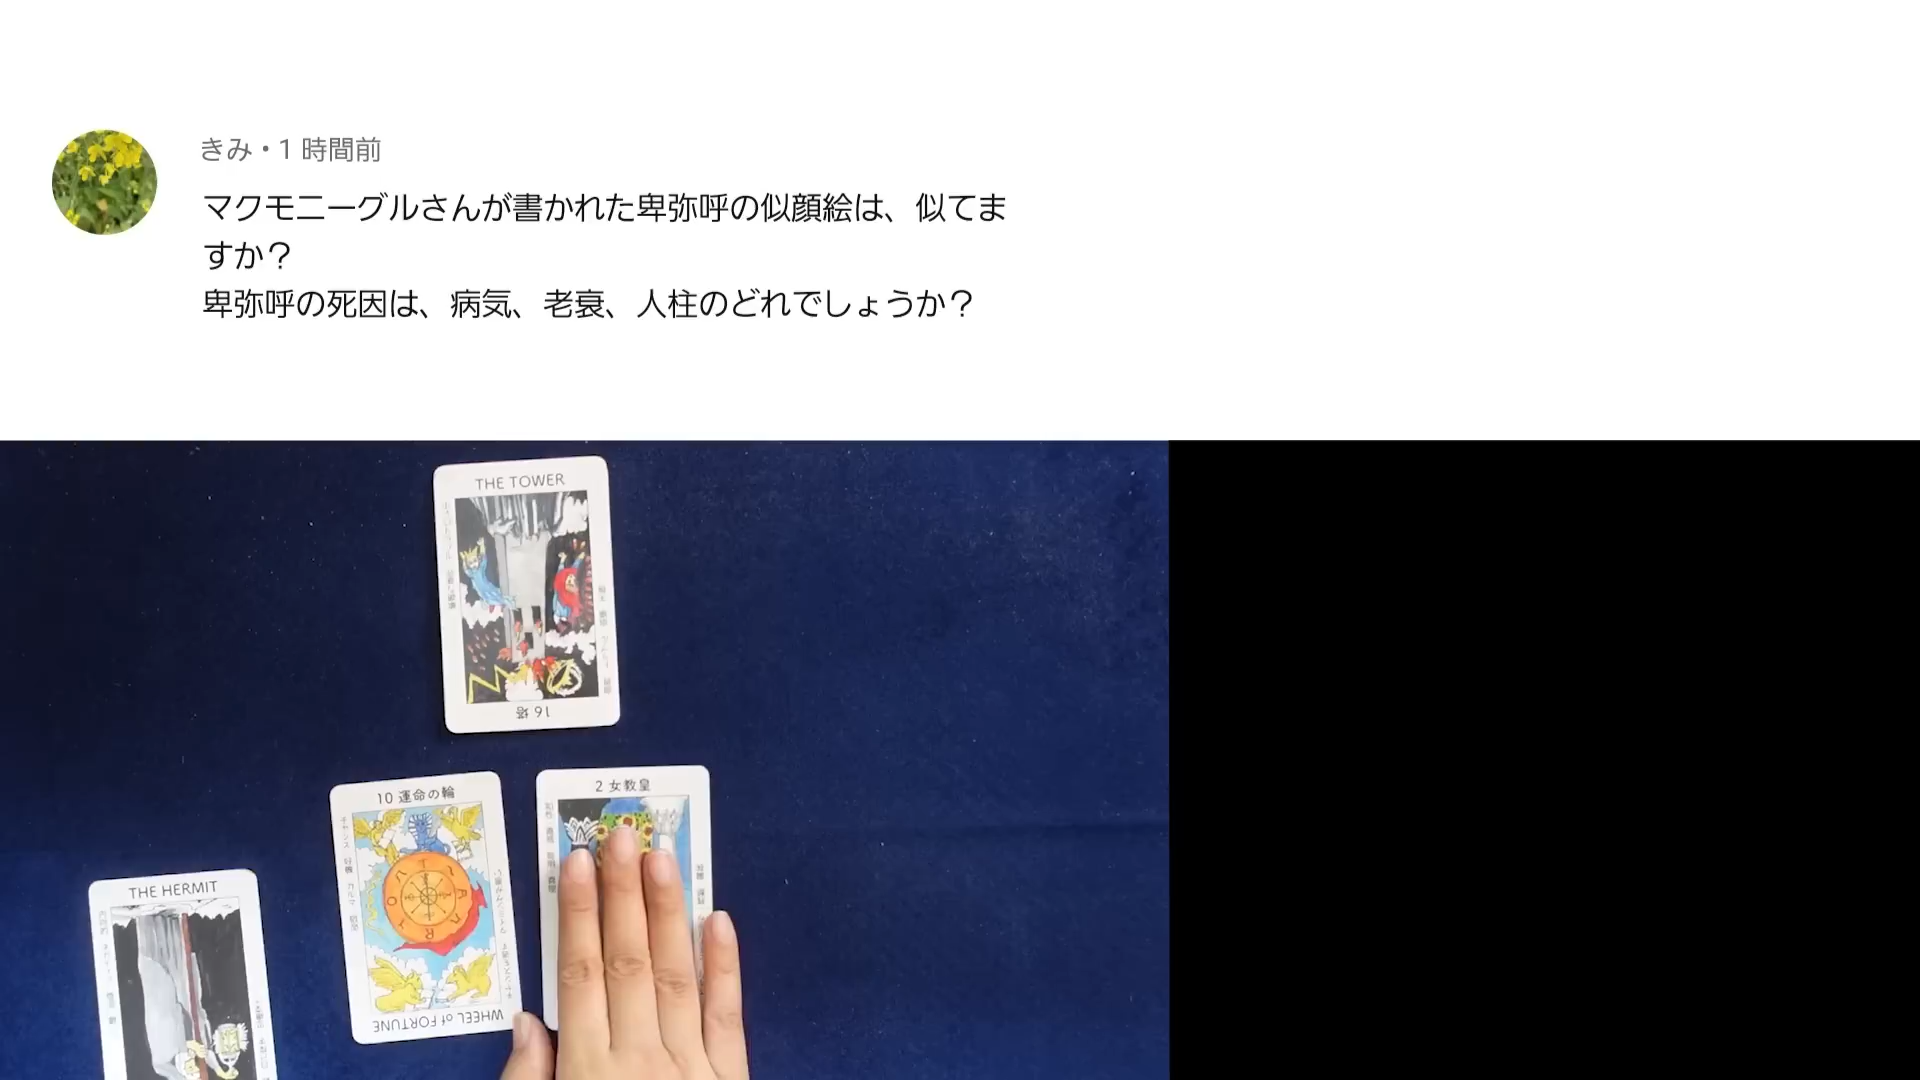 きみ・1 時間前
マクモニーグルさんが書かれた卑弥呼の似顔絵は、似てま
すか？
卑弥呼の死因は、病気、老衰、人柱のどれでしょうか？
THE TOWER
16 塔
10 運命の輪
WHEEL of FORTUNE
2 女教皇
THE HERMIT